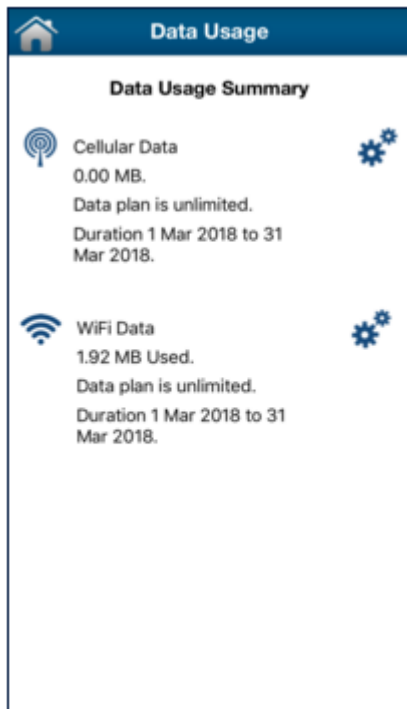 Data Usage
Data Usage Summary
Cellular Data
0.00 MB.
Data plan is unlimited.
Duration 1 Mar 2018 to 31
Mar 2018.
WiFi Data
1.92 MB Used.
Data plan is unlimited.
Duration 1 Mar 2018 to 31
Mar 2018.